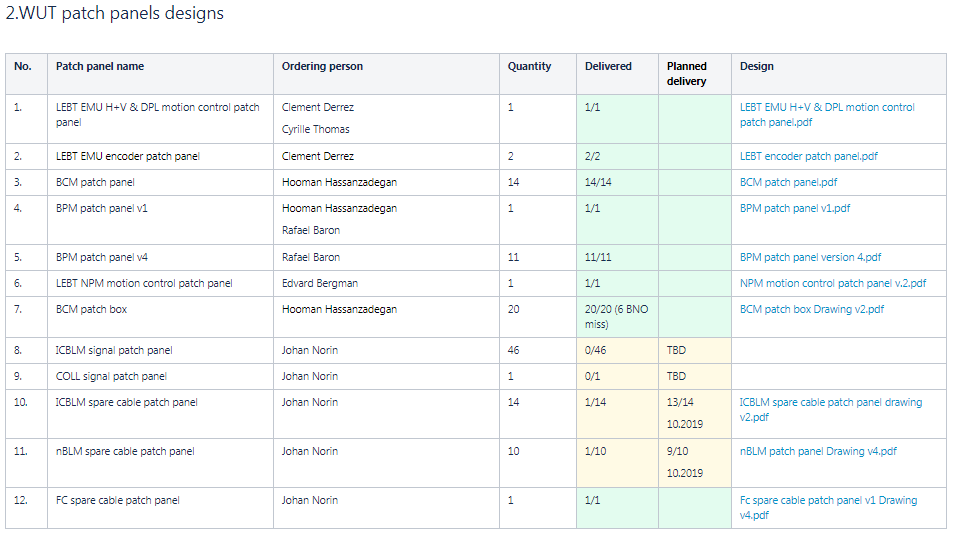 2.WUT patch panels designs
No. Patch panel name Ordering person Quantity Delivered Planned delivery Design
1. LEBT EMU H+V & DPL motion control patch panel Clement Derrez Cyrille Thomas 1 1/1 LEBT EMU H+V & DPL motion control patch panel.pdf
2. LEBT EMU encoder patch panel Clement Derrez 2 2/2 LEBT encoder patch panel.pdf
3. BCM patch panel Hooman Hassanzadegan 14 14/14 BCM patch panel.pdf
4. BPM patch panel v1 Hooman Hassanzadegan Rafael Baron 1 1/1 BPM patch panel v1.pdf
5. BPM patch panel v4 Rafael Baron 11 11/11 BPM patch panel version 4.pdf
6. LEBT NPM motion control patch panel Edvard Bergman 1 1/1 NPM motion control patch panel v.2.pdf
7. BCM patch box Hooman Hassanzadegan 20 20/20 (6 BNO miss) BCM patch box Drawing v2.pdf
8. ICBLM signal patch panel Johan Norin 46 0/46 TBD
9. COLL signal patch panel Johan Norin 1 0/1 TBD
10. ICBLM spare cable patch panel Johan Norin 14 1/14 13/14 10.2019 ICBLM spare cable patch panel drawing v2.pdf
11. nBLM spare cable patch panel Johan Norin 10 1/10 9/10 10.2019 nBLM patch panel Drawing v4.pdf
12. FC spare cable patch panel Johan Norin 1 1/1 Fc spare cable patch panel v1 Drawing v4.pdf